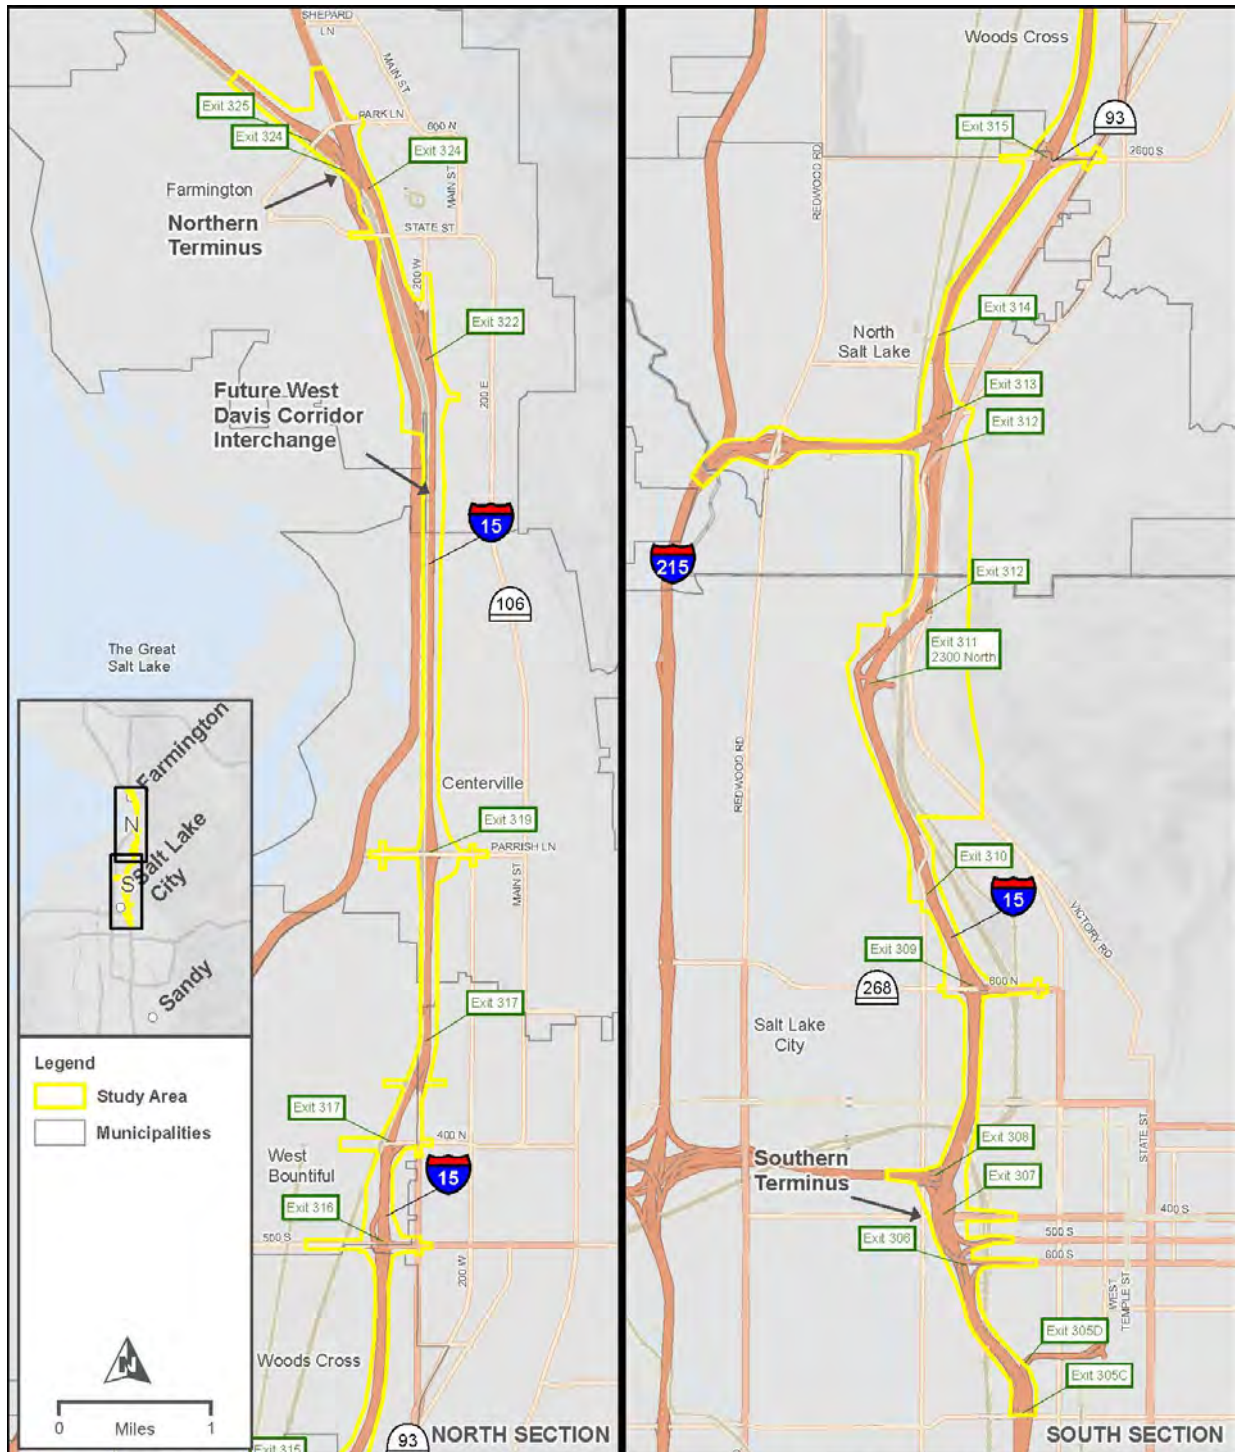 SHEPARD
LN
MAIN ST
Exit 325
PARK LN
Exit 324
600 N
Exit 324
Farmington
MAIN ST
Northern
Terminus
STATE ST
200 W
Exit 322
Future West
Davis Corridor
Interchange
200 E
15
106
The Great
Salt Lake
Farmington
N
Salt Lake
City
S
Sandy
Centerville
Exit 319
PARRISH LN
MAIN ST
Exit 317
Legend
Study Area
Municipalities
Exit 317
400 N
West
Bountiful
15
Exit 316
500 S
200 W
N
Woods Cross
0
1
Miles
Exit 315
93
NORTH SECTION
Woods Cross
93
Exit 315
2600 S
REDWOOD RD
Exit 314
North
Salt Lake
Exit 313
Exit 312
215
Exit 312
Exit 311
2300 North
REDWOOD RD
Exit 310
15
VICTORY RD
Exit 309
600 N
268
Salt Lake
City
STATE ST
Exit 308
Southern
Terminus
Exit 307
400 S
Exit 306
500 S
600 S
WEST
TEMPLE ST
Exit 305D
Exit 305C
SOUTH SECTION